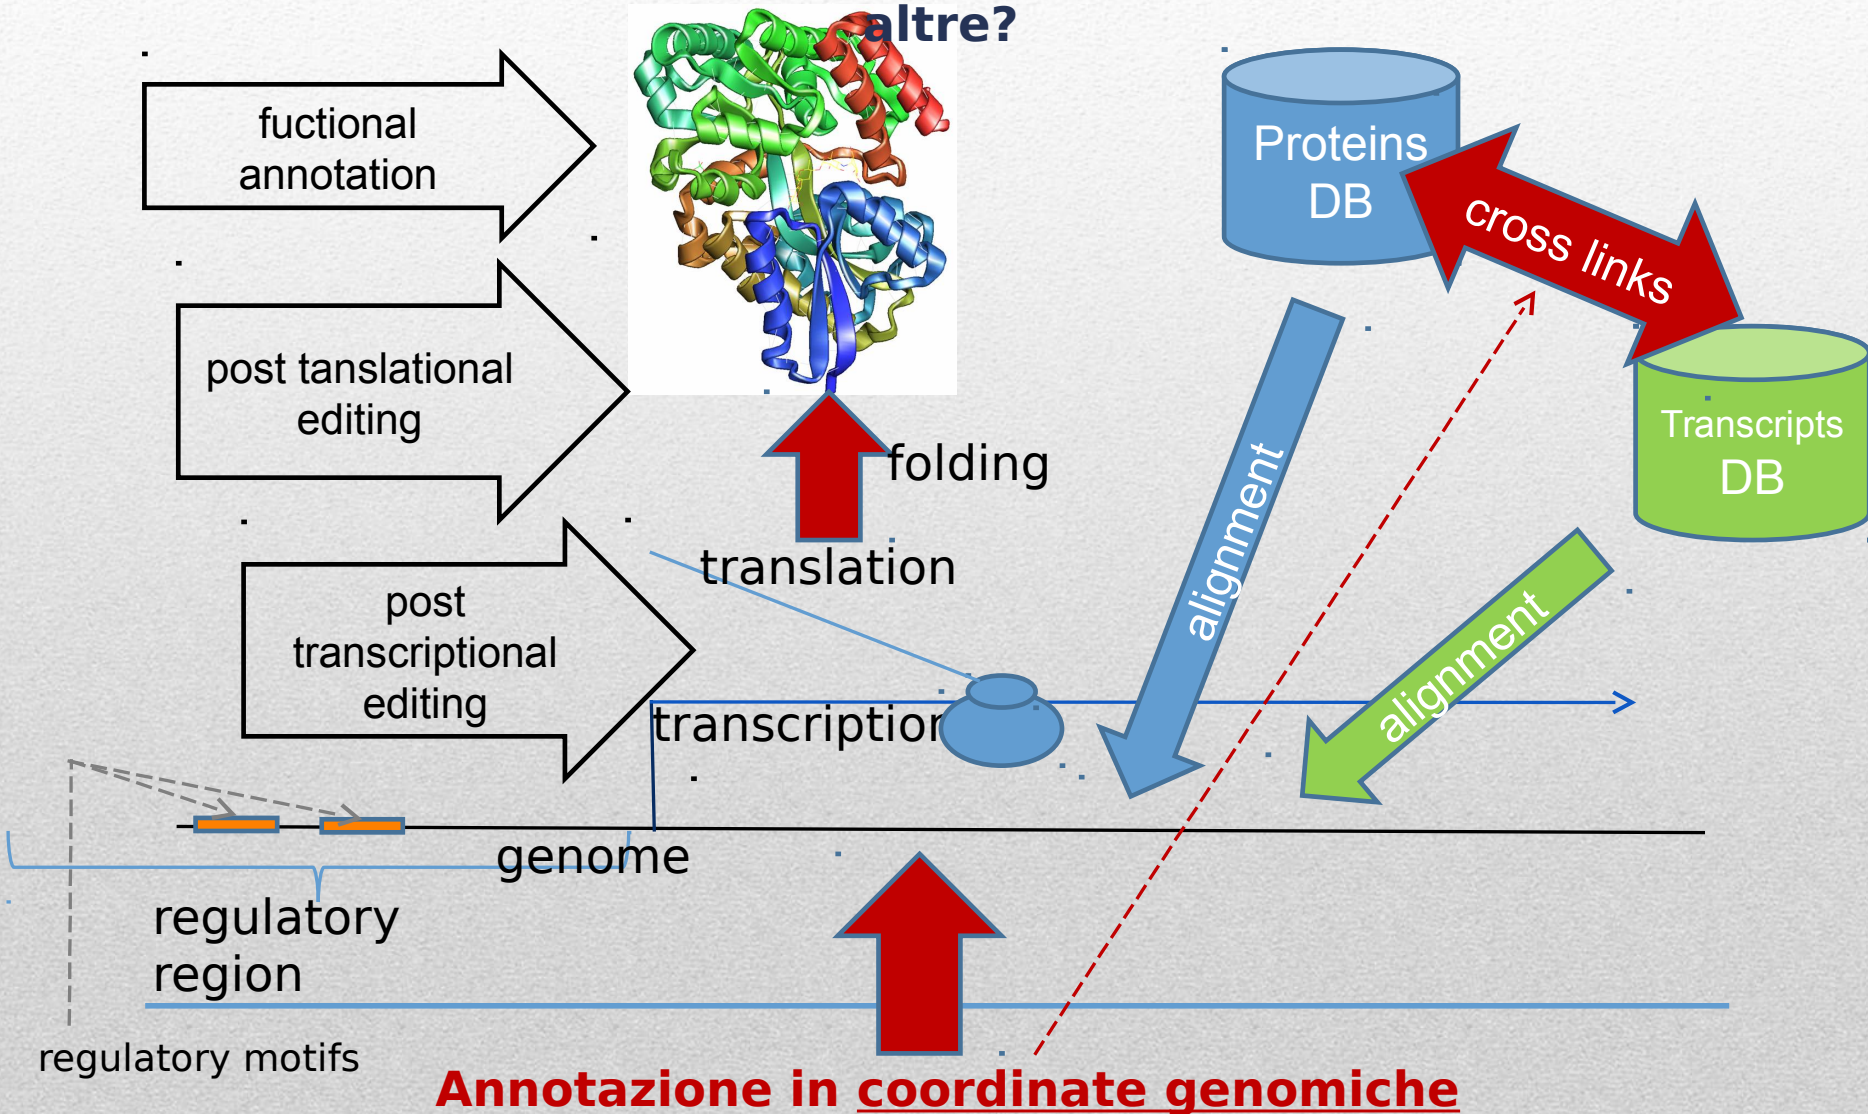 altre?
fuctional
annotation
Proteins
DB
cross links
post tanslational
editing
Transcripts
DB
folding
alignment
translation
post
transcriptional
editing
alignment
transcription
genome
regulatory
region
regulatory motifs
Annotazione in coordinate genomiche